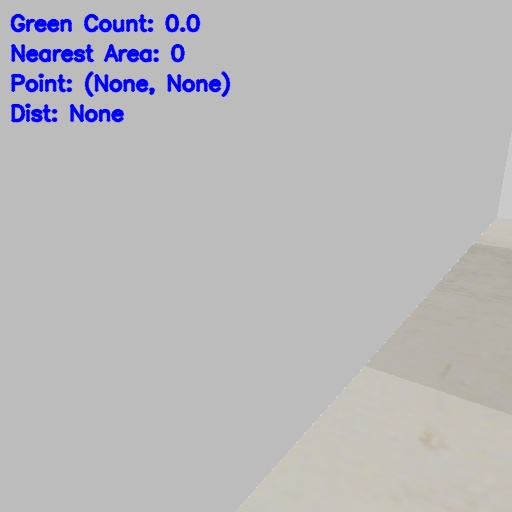 Green Count: 0.0
Nearest Area: 0
Point: (None, None)
Dist: None